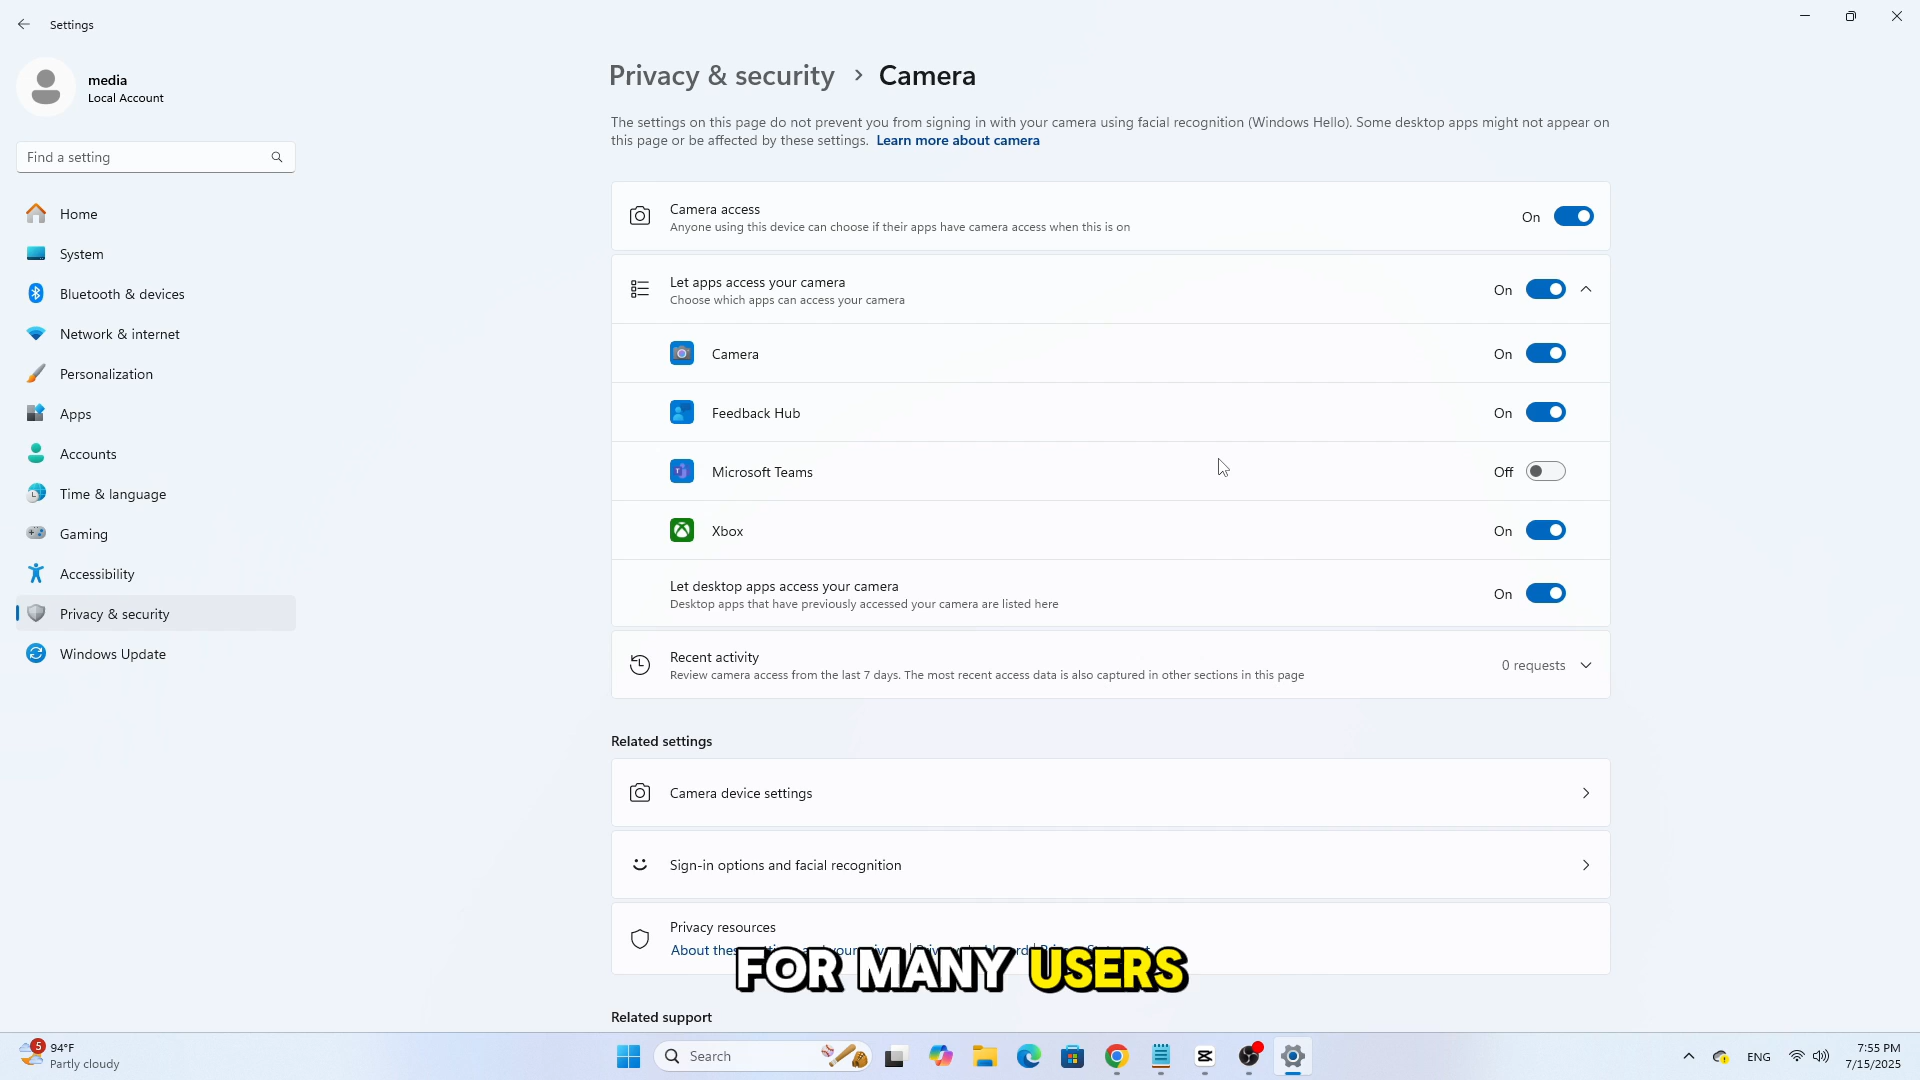 Settings
media
Local Account
Find a setting
Home
System
Bluetooth & devices
Network & internet
Personalization
Apps
Accounts
Time & language
Gaming
Accessibility
Privacy & security
Windows Update
Privacy & security > Camera
The settings on this page do not prevent you from signing in with your camera using facial recognition (Windows Hello). Some desktop apps might not appear on
this page or be affected by these settings. Learn more about camera
Camera access
Anyone using this device can choose if their apps have camera access when this is on
On
Let apps access your camera
Choose which apps can access your camera
On
Camera
On
Feedback Hub
On
Microsoft Teams
Off
Xbox
On
Let desktop apps access your camera
Desktop apps that have previously accessed your camera are listed here
On
Recent activity
Review camera access from the last 7 days. The most recent access data is also captured in other sections in this page
0 requests
Related settings
Camera device settings
Sign-in options and facial recognition
Privacy resources
About
FOR MANY USERS
Related support
5
94°F
Partly cloudy
Search
ENG
7:55 PM
7/15/2025